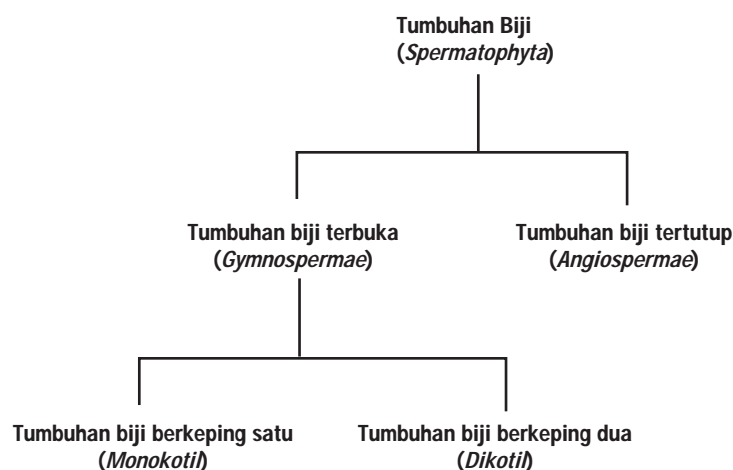 Tumbuhan Biji
(Spermatophyta)
Tumbuhan biji terbuka
(Gymnospermae)
Tumbuhan biji tertutup
(Angiospermae)
Tumbuhan biji berkeping satu
(Monokotil)
Tumbuhan biji berkeping dua
(Dikotil)